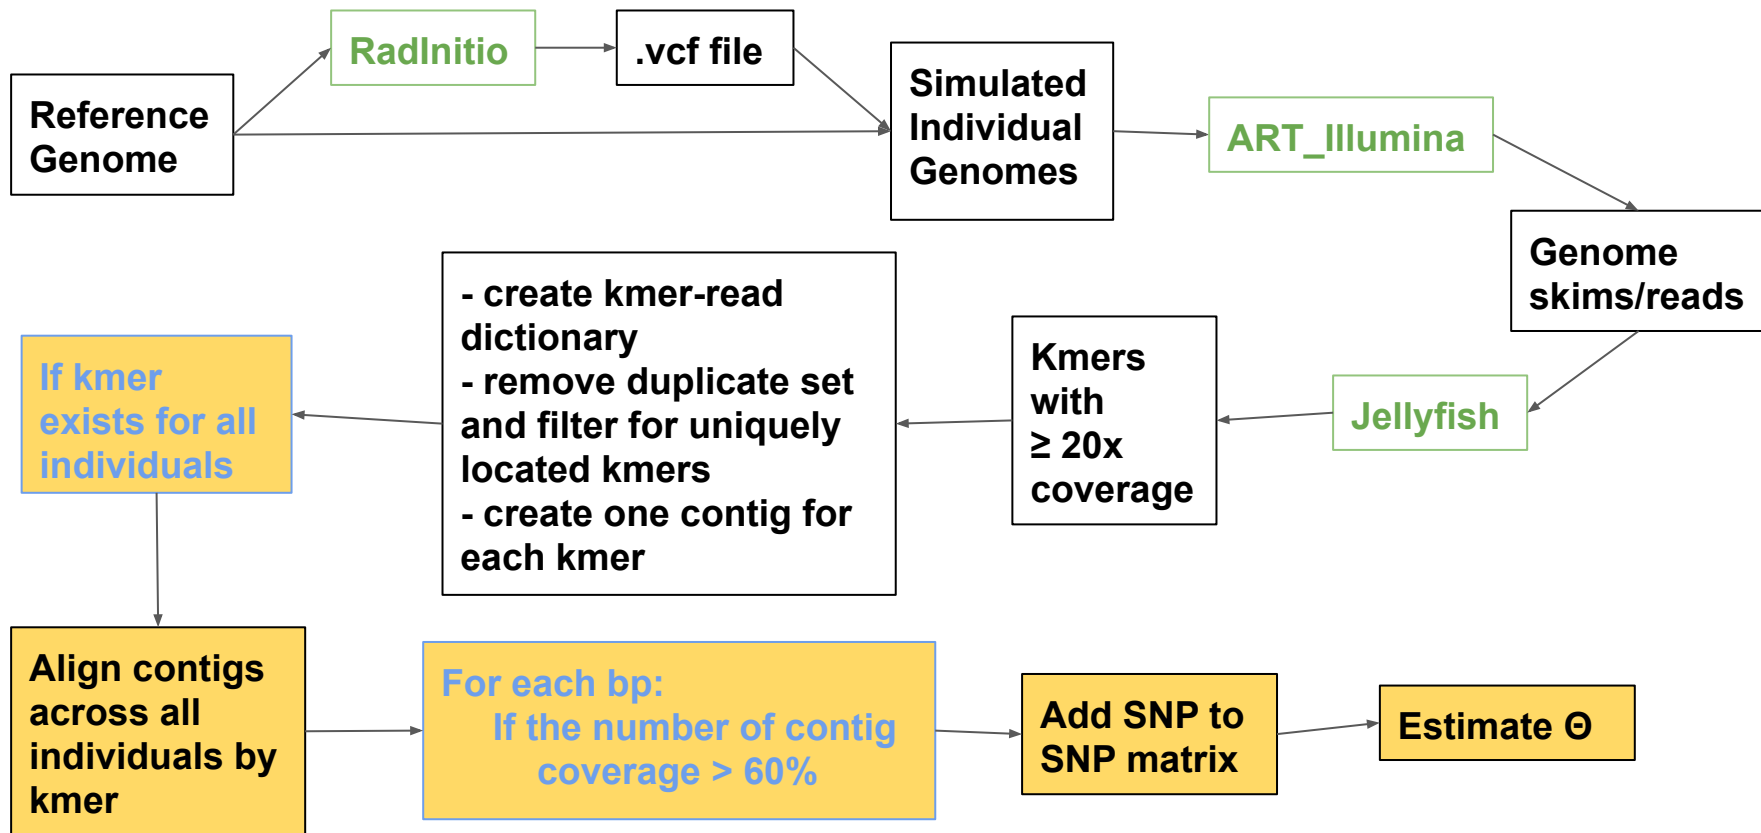 RadInitio
.vcf file
Reference
Genome
Simulated
Individual
Genomes
ART_Illumina
Genome
skims/reads
Jellyfish
Kmers
with
≥ 20x
coverage
- create kmer-read
dictionary
- remove duplicate set
and filter for uniquely
located kmers
- create one contig for
each kmer
If kmer
exists for all
individuals
Align contigs
across all
individuals by
kmer
For each bp:
If the number of contig
coverage > 60%
Add SNP to
SNP matrix
Estimate Θ